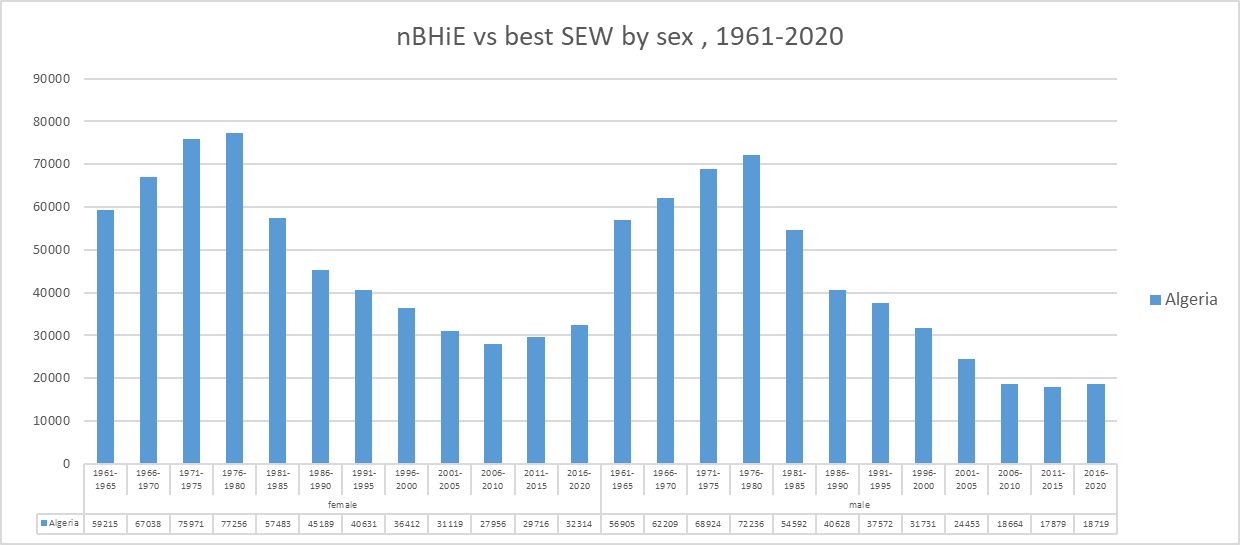 nBHiE vs best SEW by sex , 1961-2020
90000
80000
70000
60000
50000
40000
30000
20000
10000
0
Algeria
1961-1965 1966-1970 1971-1975 1976-1980 1981-1985 1986-1990 1991-1995 1996-2000 2001-2005 2006-2010 2011-2015 2016-2020 1961-1965 1966-1970 1971-1975 1976-1980 1981-1985 1986-1990 1991-1995 1996-2000 2001-2005 2006-2010 2011-2015 2016-2020
female male
Algeria 59215 67038 75971 77256 57483 45189 40631 36412 31119 27956 29716 32314 56905 62209 68924 72236 54592 40628 37572 31731 24453 18664 17879 18719